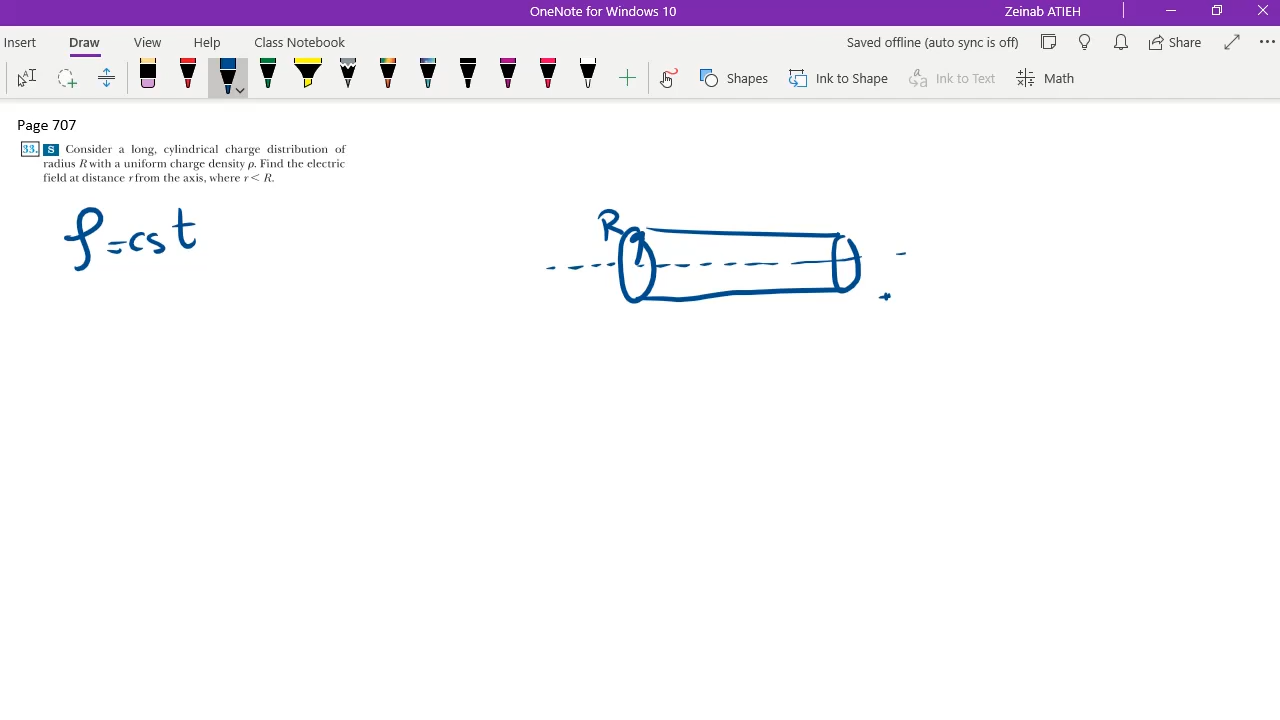 OneNote for Windows 10
Zeinab ATIEH
Insert Draw View Help Class Notebook
Saved offline (auto sync is off)
Share
Shapes
Ink to Shape
Ink to Text
Math
Page 707
33. S Consider a long, cylindrical charge distribution of
radius R with a uniform charge density ρ. Find the electric
field at distance r from the axis, where r < R.
ρ = cst
R